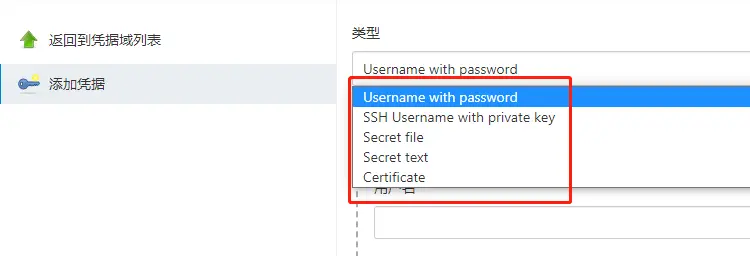 返回到凭据域列表
添加凭据
类型
Username with password
Username with password
SSH Username with private key
Secret file
Secret text
Certificate
用户名